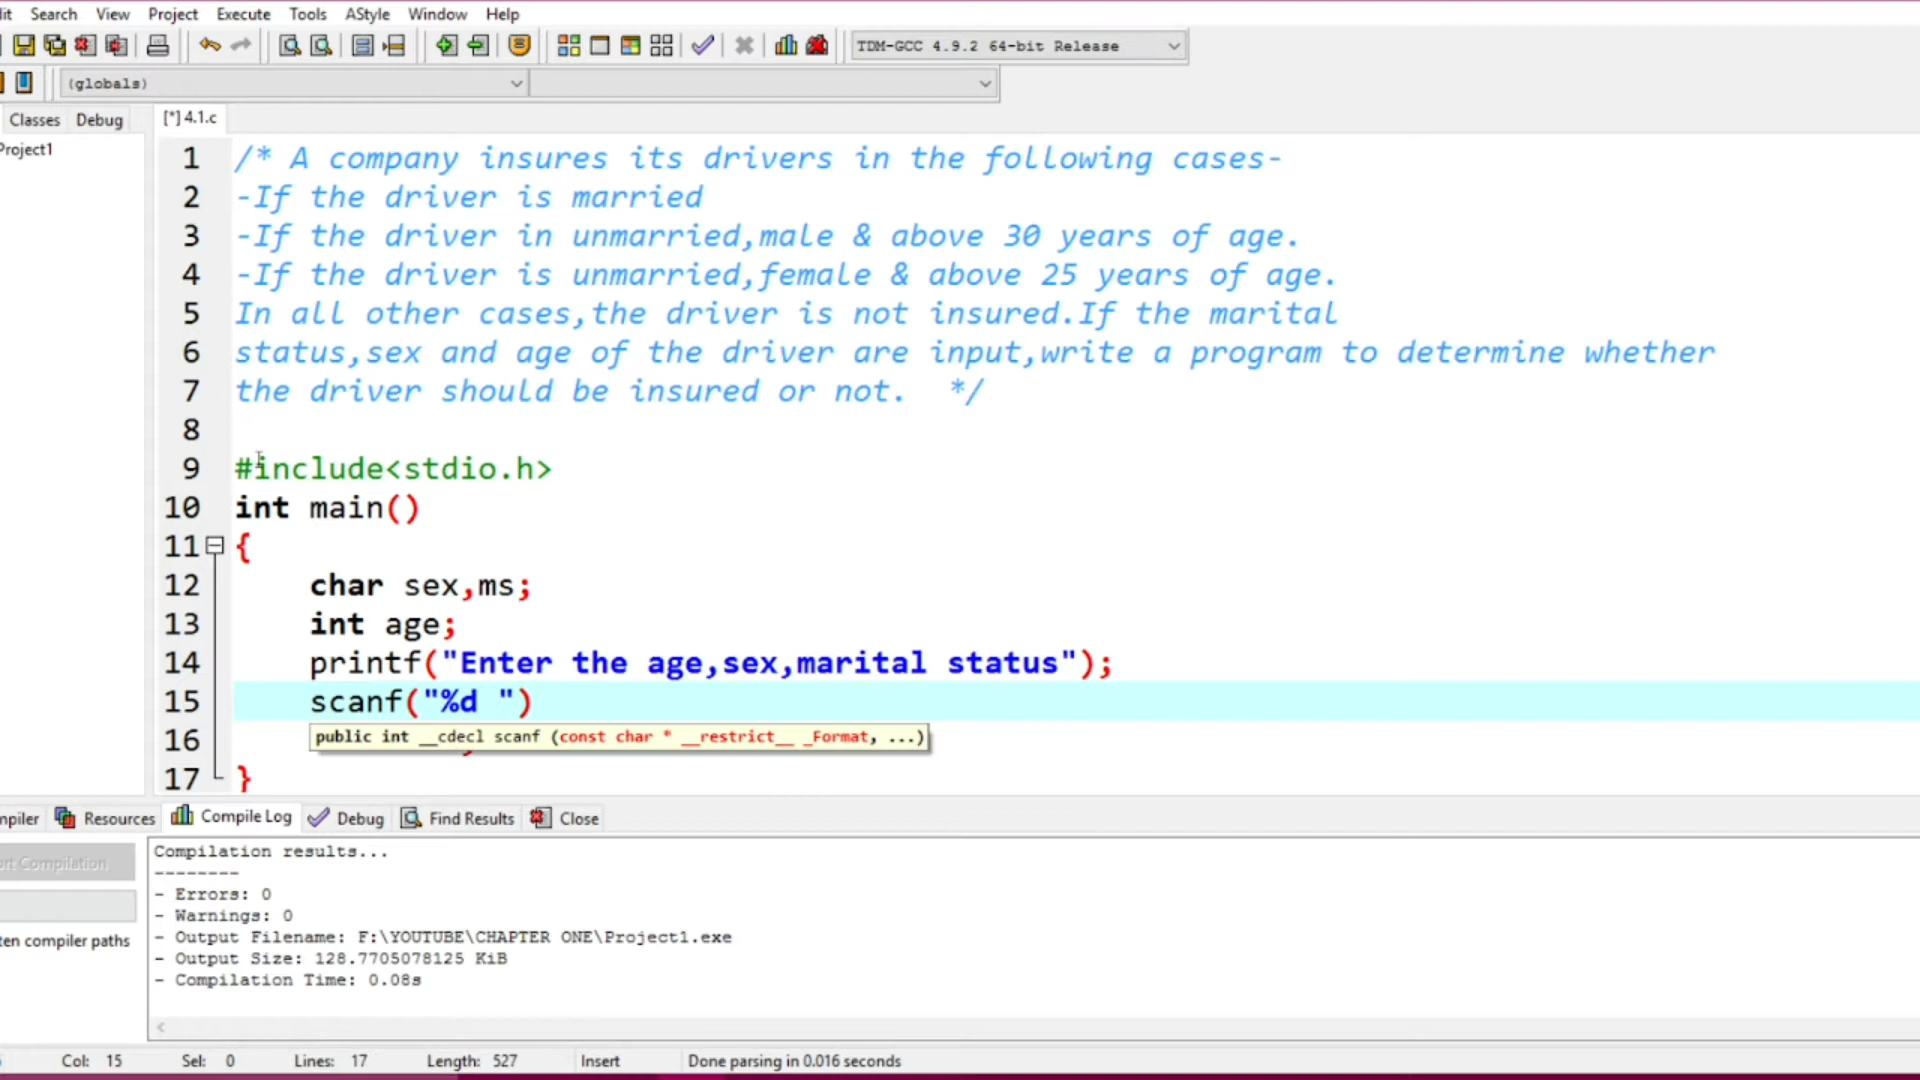 it Search View Project Execute Tools AStyle Window Help
TDM-GCC 4.9.2 64-bit Release
(globals)
Classes Debug [*] 4.1.c
Project1
1 /* A company insures its drivers in the following cases-
2 -If the driver is married
3 -If the driver in unmarried,male & above 30 years of age.
4 -If the driver is unmarried,female & above 25 years of age.
5 In all other cases,the driver is not insured.If the marital
6 status,sex and age of the driver are input,write a program to determine whether
7 the driver should be insured or not. */
8
9 #include<stdio.h>
10 int main()
11 {
12 char sex,ms;
13 int age;
14 printf("Enter the age,sex,marital status");
15 scanf("%d ")
public int __cdecl scanf (const char * __restrict__ _Format, ...)
16
17 }
mpiler Resources Compile Log Debug Find Results Close
Compilation results...
--------
- Errors: 0
- Warnings: 0
- Output Filename: F:\YOUTUBE\CHAPTER ONE\Project1.exe
- Output Size: 128.7705078125 KiB
- Compilation Time: 0.08s
ort Compilation
ten compiler paths
Col: 15 Sel: 0 Lines: 17 Length: 527 Insert Done parsing in 0.016 seconds